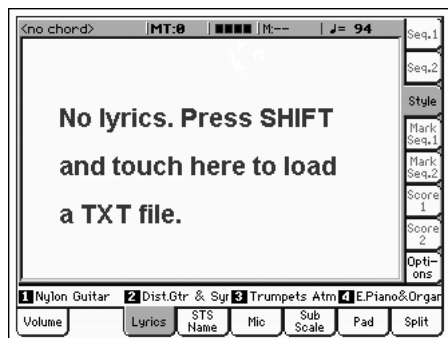 <no chord> MT:0 M:-- ♩= 94
Seq.1
Seq.2
Style
Mark
Seq.1
Mark
Seq.2
Score
1
Score
2
Opti-
ons
No lyrics. Press SHIFT
and touch here to load
a TXT file.
1 Nylon Guitar 2 Dist.Gtr & Syr 3 Trumpets Atm 4 E.Piano&Organ
Volume Lyrics STS Name Mic Sub Scale Pad Split